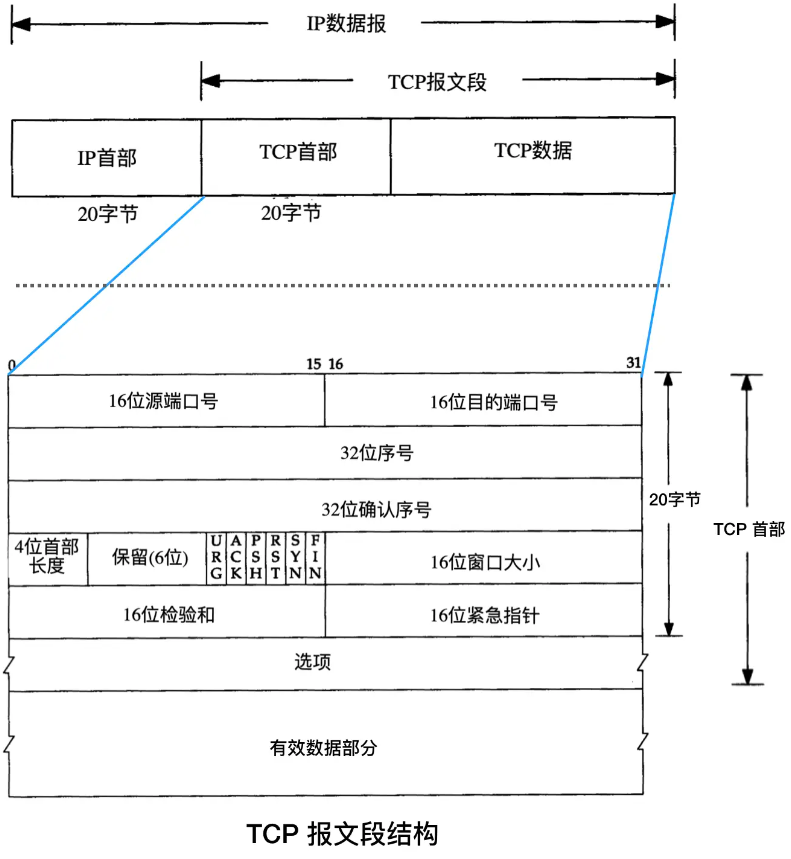 IP数据报
TCP报文段
IP首部
TCP首部
TCP数据
20字节
20字节
0
15
16
31
16位源端口号
16位目的端口号
32位序号
32位确认序号
20字节
TCP 首部
4位首部
长度
保留(6位)
URG
ACK
PSH
RST
SYN
FIN
16位窗口大小
16位检验和
16位紧急指针
选项
有效数据部分
TCP 报文段结构